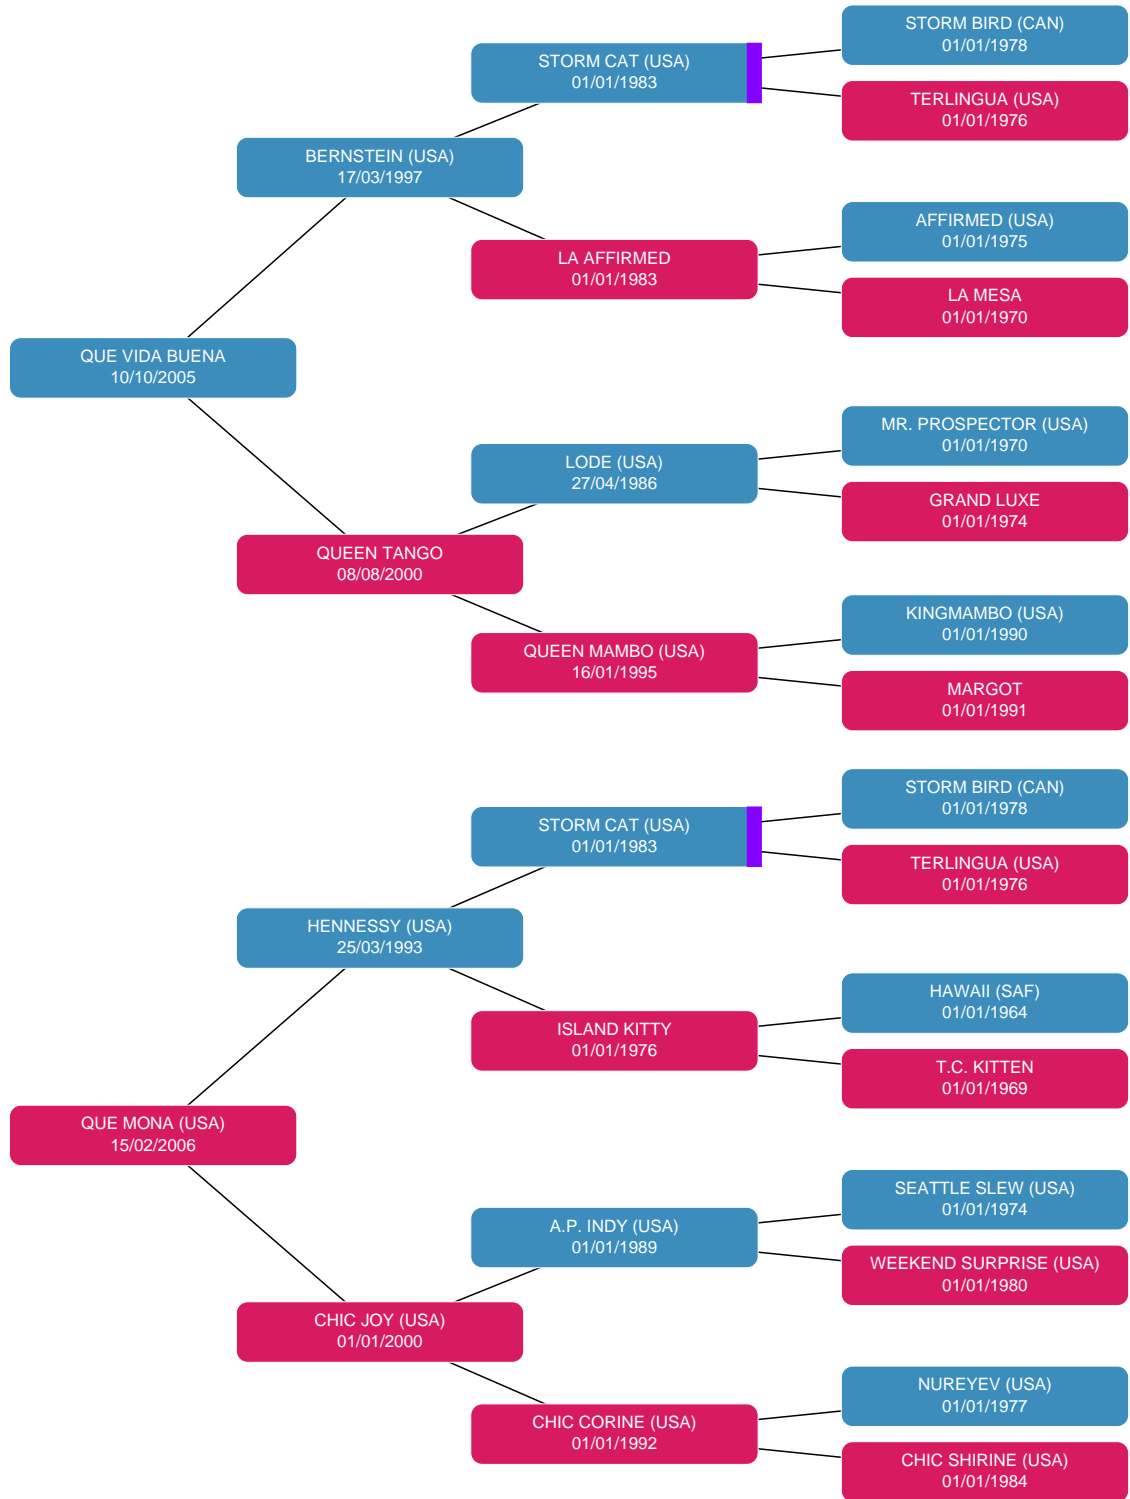 STORM BIRD (CAN)
01/01/1978
STORM CAT (USA)
01/01/1983
TERLINGUA (USA)
01/01/1976
BERNSTEIN (USA)
17/03/1997
AFFIRMED (USA)
01/01/1975
LA AFFIRMED
01/01/1983
LA MESA
01/01/1970
QUE VIDA BUENA
10/10/2005
MR. PROSPECTOR (USA)
01/01/1970
LODE (USA)
27/04/1986
GRAND LUXE
01/01/1974
QUEEN TANGO
08/08/2000
KINGMAMBO (USA)
01/01/1990
QUEEN MAMBO (USA)
16/01/1995
MARGOT
01/01/1991
STORM BIRD (CAN)
01/01/1978
STORM CAT (USA)
01/01/1983
TERLINGUA (USA)
01/01/1976
HENNESSY (USA)
25/03/1993
HAWAII (SAF)
01/01/1964
ISLAND KITTY
01/01/1976
T.C. KITTEN
01/01/1969
QUE MONA (USA)
15/02/2006
SEATTLE SLEW (USA)
01/01/1974
A.P. INDY (USA)
01/01/1989
WEEKEND SURPRISE (USA)
01/01/1980
CHIC JOY (USA)
01/01/2000
NUREYEV (USA)
01/01/1977
CHIC CORINE (USA)
01/01/1992
CHIC SHIRINE (USA)
01/01/1984